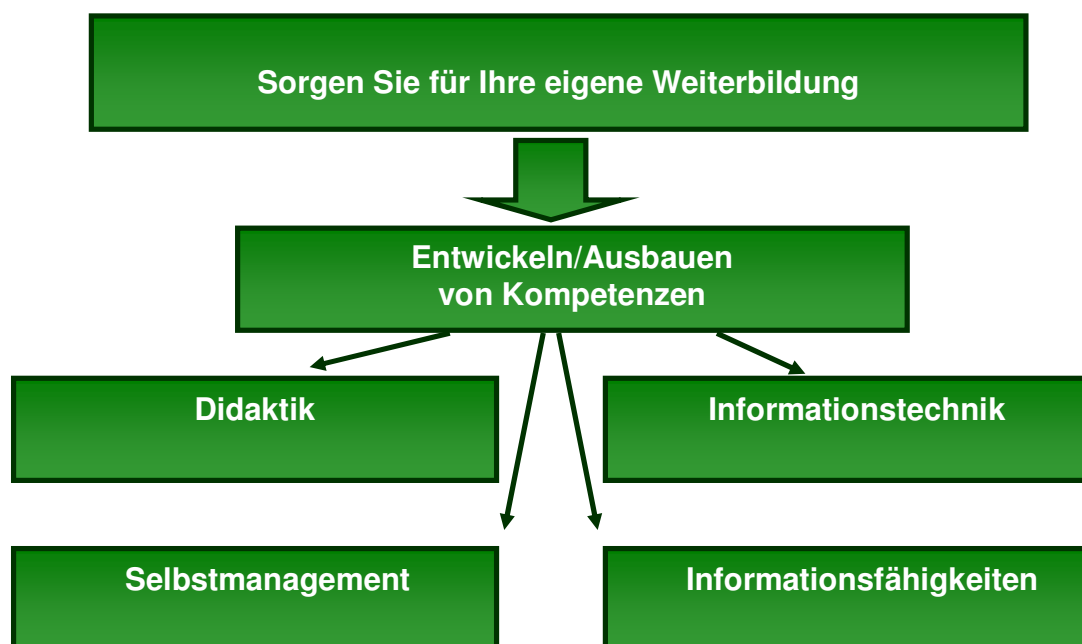 Sorgen Sie für Ihre eigene Weiterbildung
Entwickeln/Ausbauen
von Kompetenzen
Didaktik
Informationstechnik
Selbstmanagement
Informationsfähigkeiten